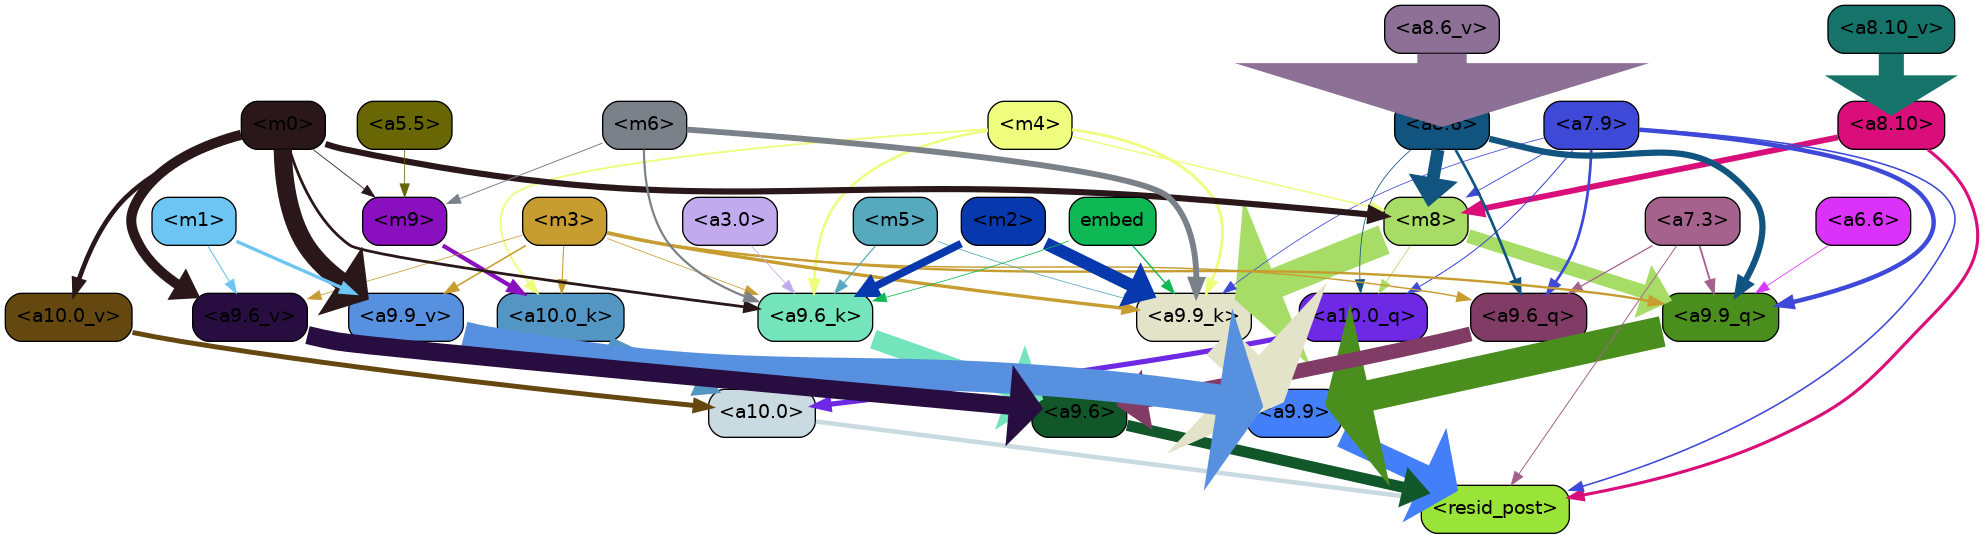 <a8.6_v> <a8.10_v>
<m0> <a5.5> <m6> <m4> <a8.6> <a7.9> <a8.10>
<m1> <m9> <m3> <a3.0> <m5> <m2> embed <m8> <a7.3> <a6.6>
<a10.0_v> <a9.6_v> <a9.9_v> <a10.0_k> <a9.6_k> <a9.9_k> <a10.0_q> <a9.6_q> <a9.9_q>
<a10.0> <a9.6> <a9.9>
<resid_post>